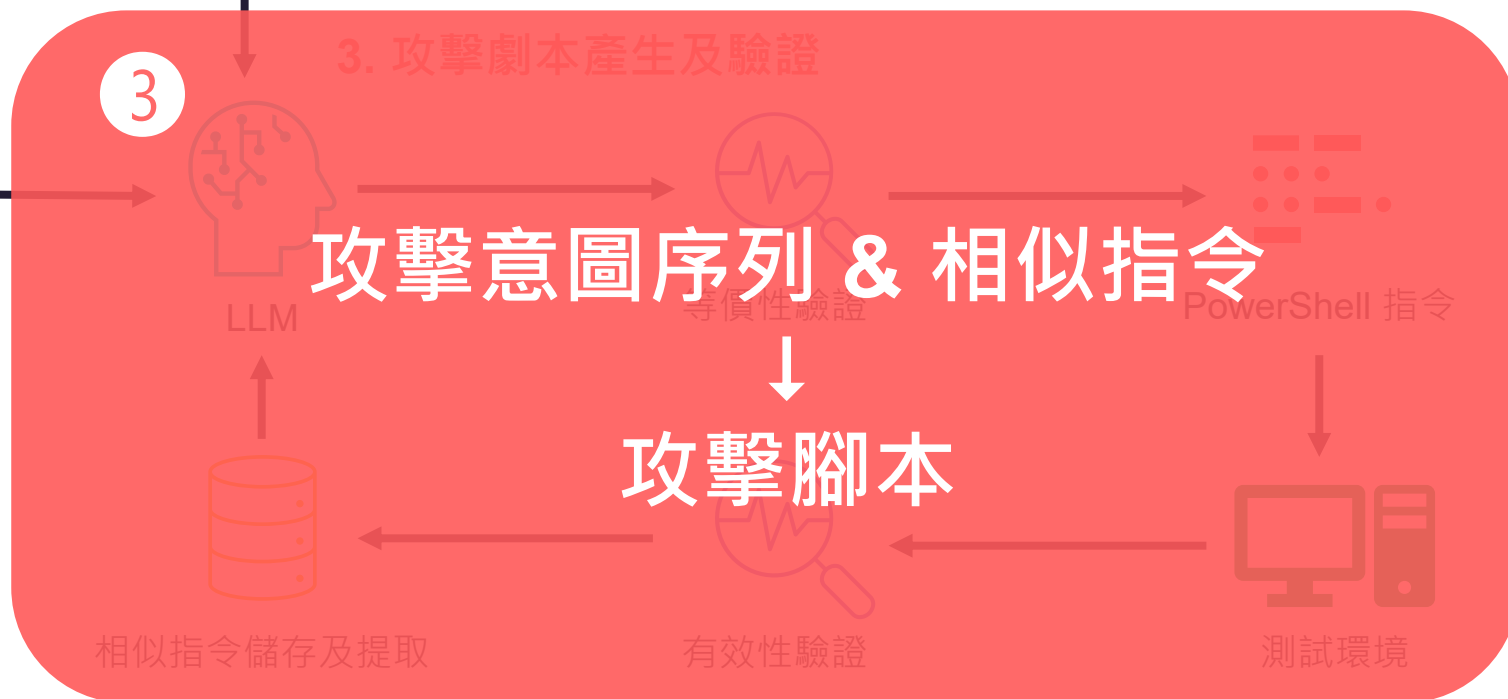 3. 攻擊劇本產生及驗證
3
攻擊意圖序列 & 相似指令
LLM
等價性驗證
PowerShell 指令
↓
攻擊腳本
相似指令儲存及提取
有效性驗證
測試環境